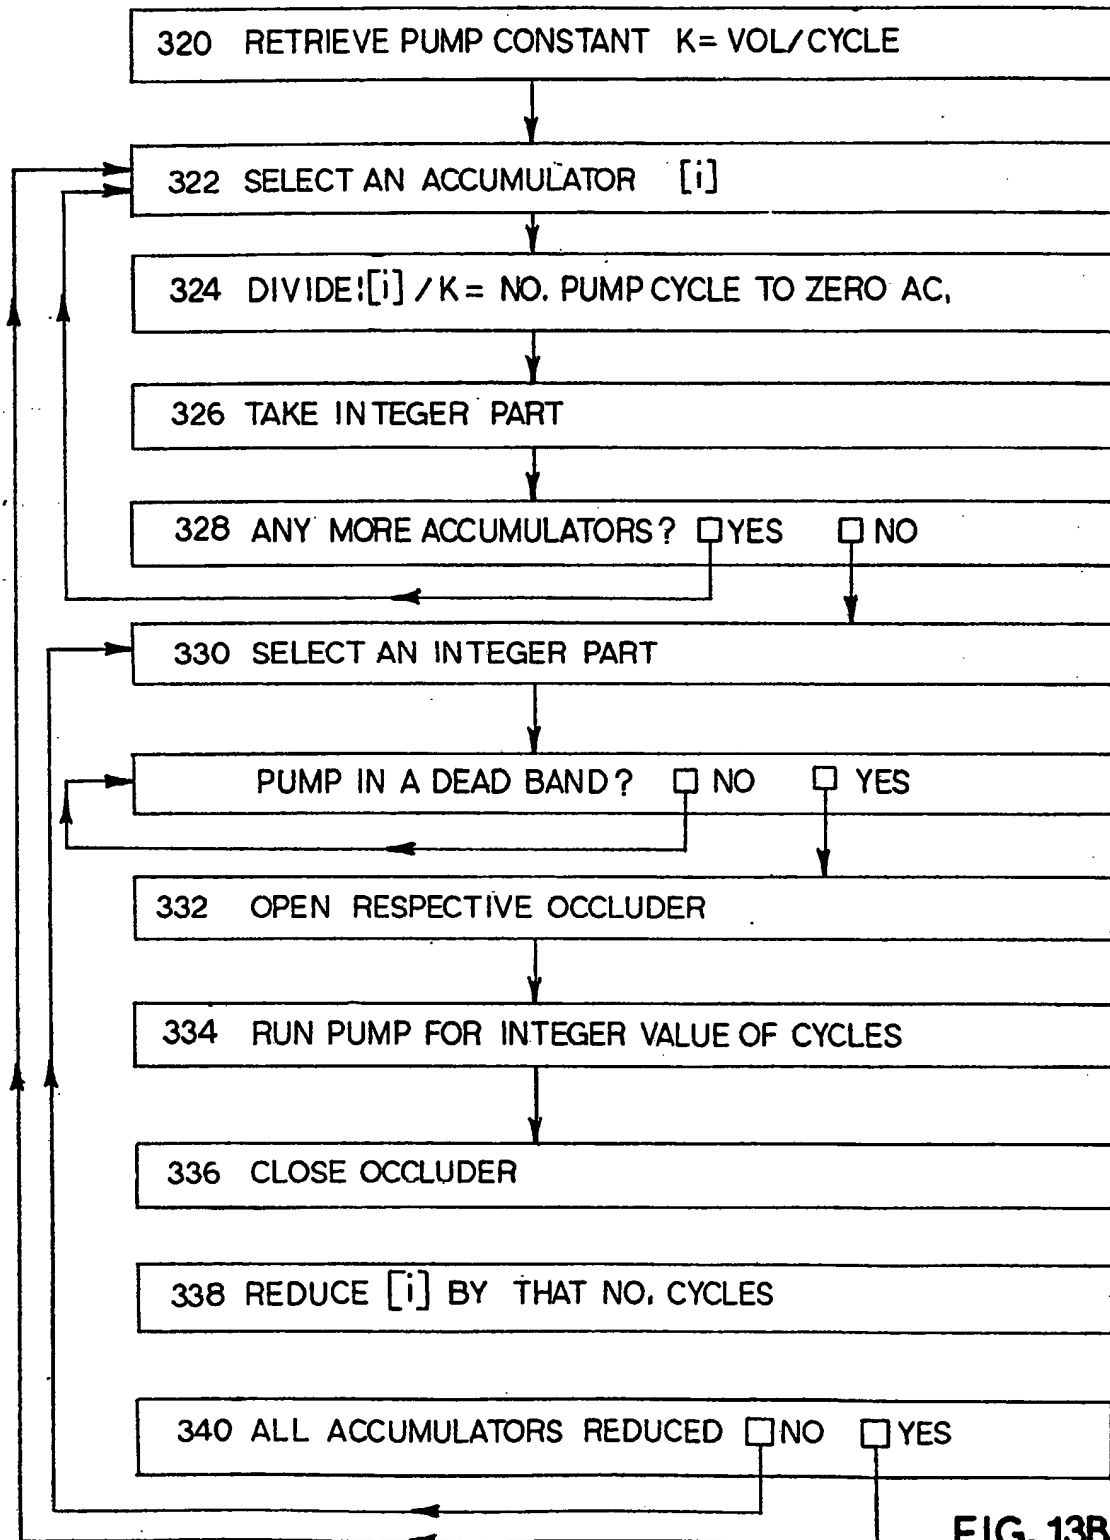 320 RETRIEVE PUMP CONSTANT K= VOL/CYCLE
322 SELECT AN ACCUMULATOR [i]
324 DIVIDE:[i] /K= NO. PUMP CYCLE TO ZERO AC.
326 TAKE INTEGER PART
328 ANY MORE ACCUMULATORS? YES NO
330 SELECT AN INTEGER PART
PUMP IN A DEAD BAND? NO YES
332 OPEN RESPECTIVE OCCLUDER
334 RUN PUMP FOR INTEGER VALUE OF CYCLES
336 CLOSE OCCLUDER
338 REDUCE [i] BY THAT NO. CYCLES
340 ALL ACCUMULATORS REDUCED NO YES
FIG. 13B